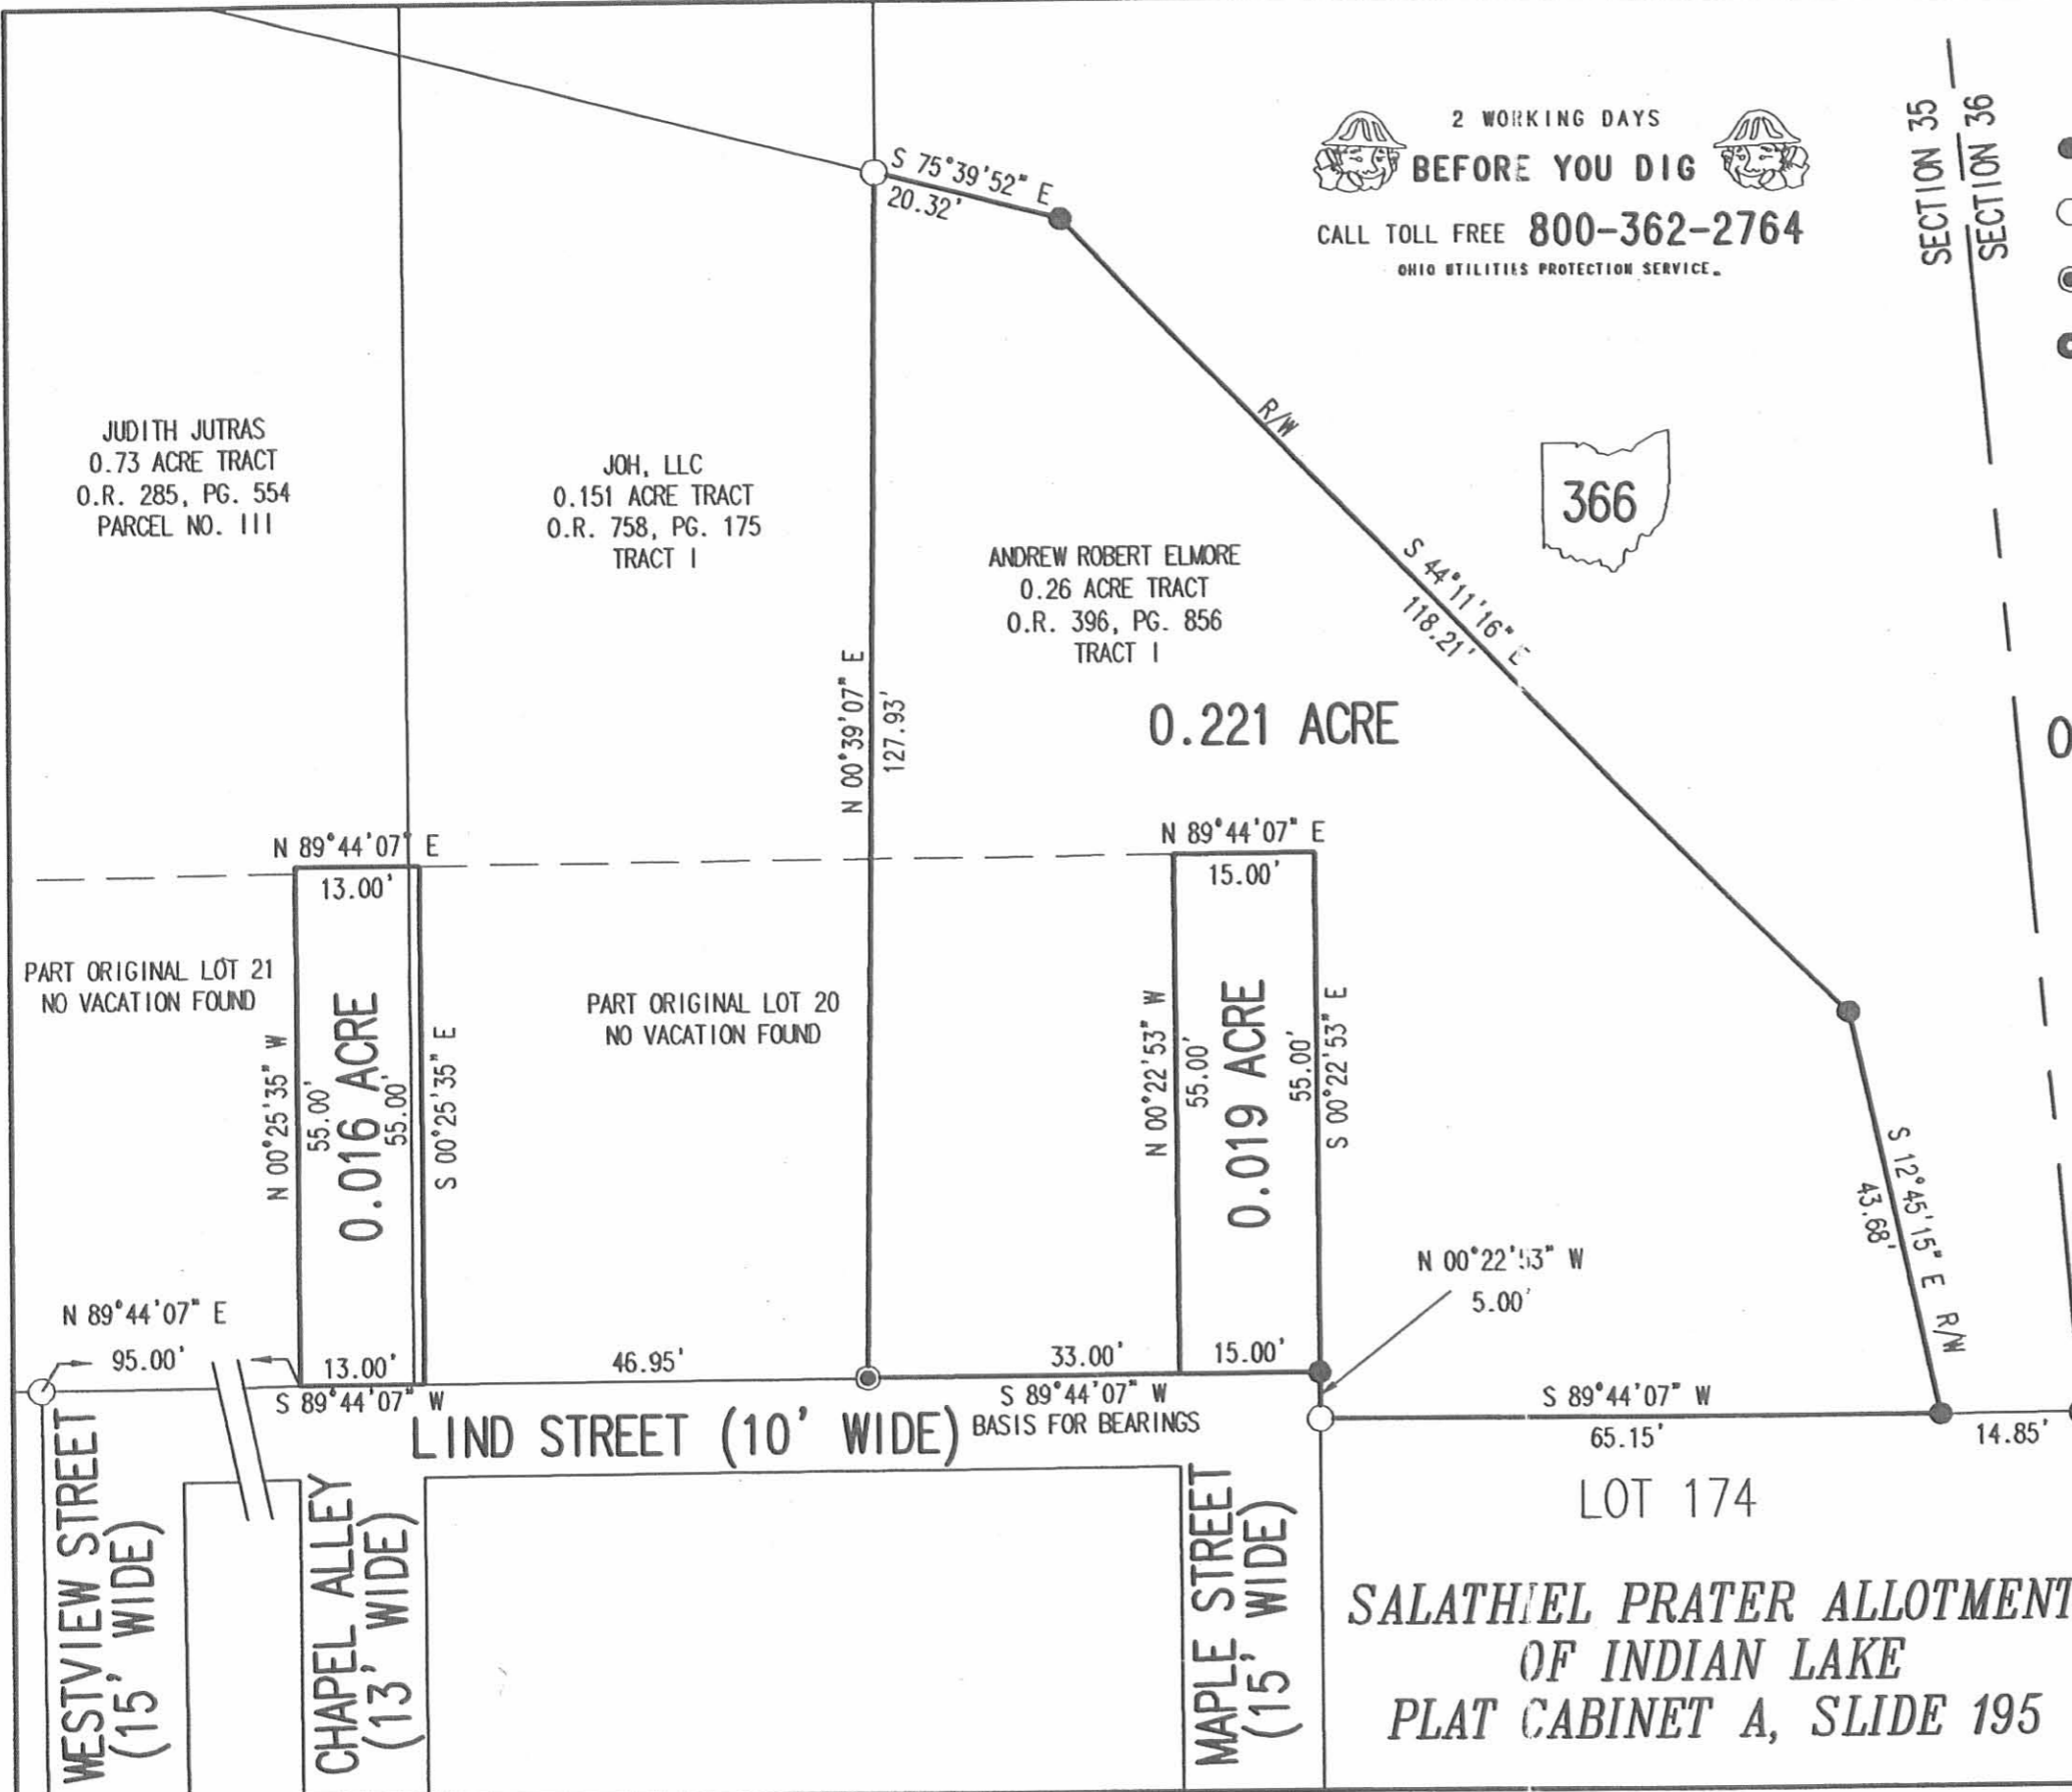 2 WORKING DAYS
BEFORE YOU DIG
CALL TOLL FREE 800-362-2764
OHIO UTILITIES PROTECTION SERVICE.
SECTION 35
SECTION 36
S 75°39'52" E
20.32'
R/W
366
JUDITH JUTRAS
0.73 ACRE TRACT
O.R. 285, PG. 554
PARCEL NO. III
JOH, LLC
0.151 ACRE TRACT
O.R. 758, PG. 175
TRACT I
ANDREW ROBERT ELMORE
0.26 ACRE TRACT
O.R. 396, PG. 856
TRACT I
S 44°11'16" E
118.21'
N 00°39'07" E
127.93'
0.221 ACRE
0
N 89°44'07" E
13.00'
N 89°44'07" E
15.00'
PART ORIGINAL LOT 21
NO VACATION FOUND
PART ORIGINAL LOT 20
NO VACATION FOUND
N 00°25'35" W
55.00'
0.016 ACRE
55.00'
S 00°25'35" E
N 00°22'53" W
55.00'
0.019 ACRE
55.00'
S 00°22'53" E
S 12°45'15" E R/W
43.68'
N 00°22'53" W
5.00'
N 89°44'07" E
95.00'
13.00'
S 89°44'07" W
46.95'
33.00'
15.00'
S 89°44'07" W
BASIS FOR BEARINGS
S 89°44'07" W
65.15'
14.85'
LIND STREET (10' WIDE)
LOT 174
WESTVIEW STREET
(15' WIDE)
CHAPEL ALLEY
(13' WIDE)
MAPLE STREET
(15' WIDE)
SALATHIEL PRATER ALLOTMENT
OF INDIAN LAKE
PLAT CABINET A, SLIDE 195